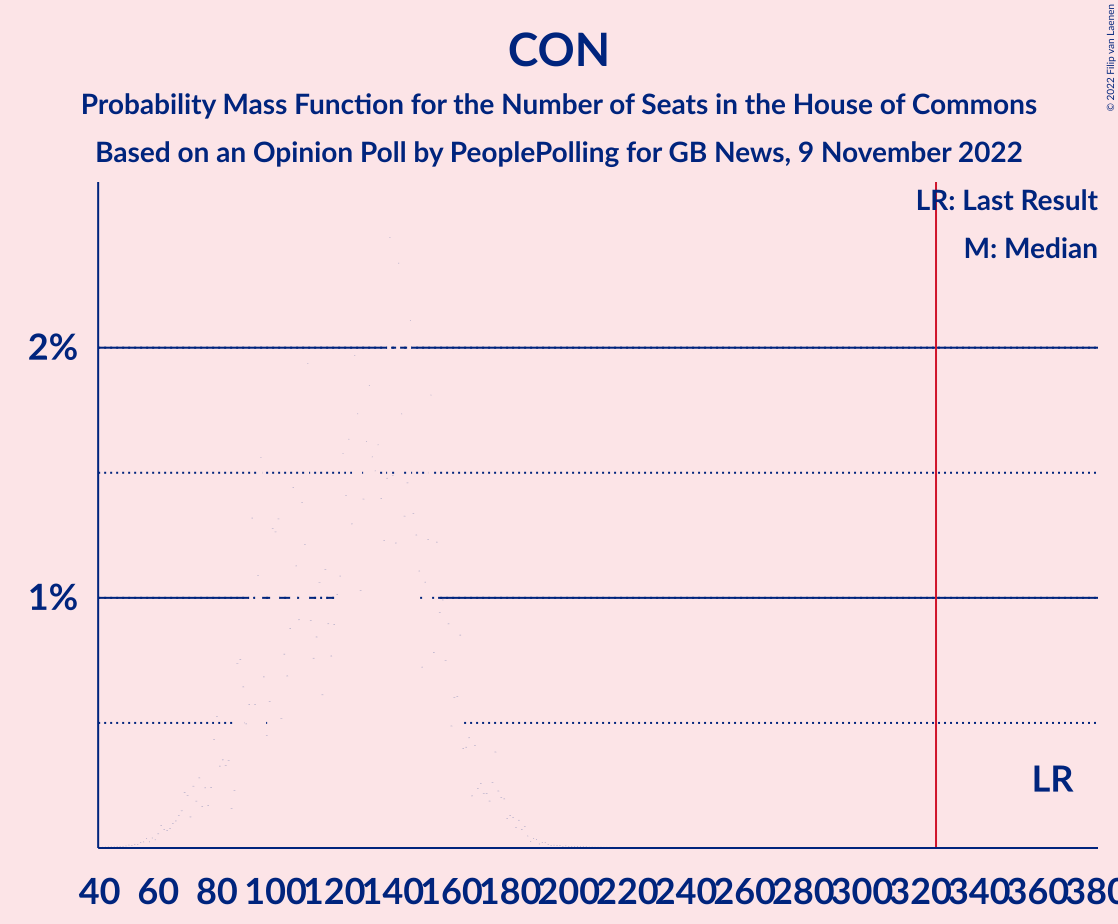 CON
Probability Mass Function for the Number of Seats in the House of Commons
Based on an Opinion Poll by PeoplePolling for GB News, 9 November 2022
© 2022 Filip van Laenen
LR: Last Result
M: Median
2%
1%
LR
40 60 80 100 120 140 160 180 200 220 240 260 280 300 320 340 360 380